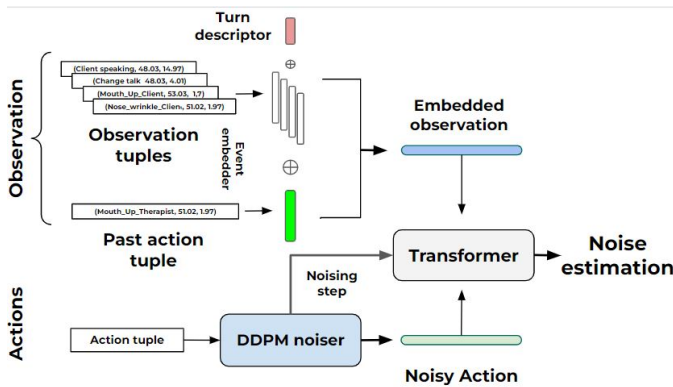 Turn
descriptor
(Client speaking, 48.03, 14.97)
(Change talk 48.03, 4.01)
(Mouth_Up_Client, 53.03, 1,7)
(Nose_wrinkle_Client, 51.02, 1.97)
Observation
tuples
Observation
Event
embedder
Embedded
observation
(Mouth_Up_Therapist, 51.02, 1.97)
Past action
tuple
Transformer
Noise
estimation
Noising
step
Actions
Action tuple
DDPM noiser
Noisy Action